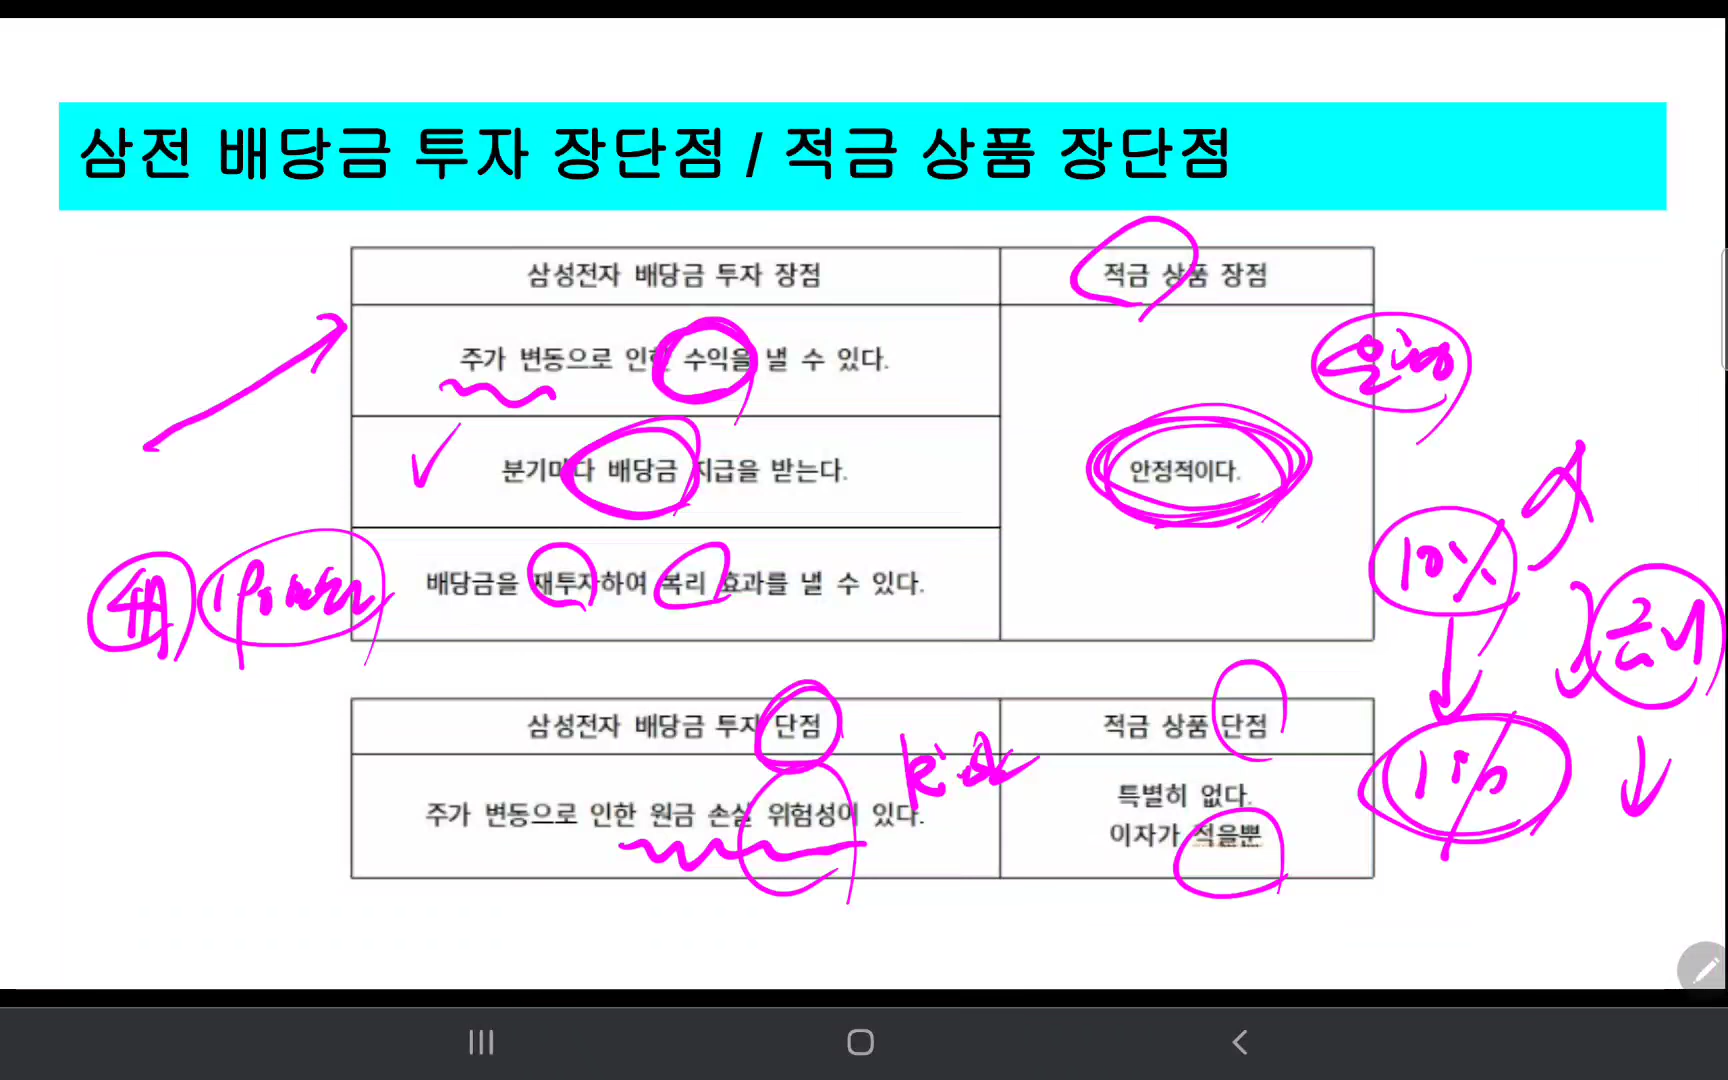 삼전 배당금 투자 장단점 / 적금 상품 장단점
삼성전자 배당금 투자 장점
적금 상품 장점
주가 변동으로 인한 수익을 낼 수 있다.
분기마다 배당금 지급을 받는다.
안정적이다.
배당금을 재투자하여 복리 효과를 낼 수 있다.
10%
금리
삼성전자 배당금 투자 단점
적금 상품 단점
주가 변동으로 인한 원금 손실 위험성이 있다.
특별히 없다.
이자가 적을뿐